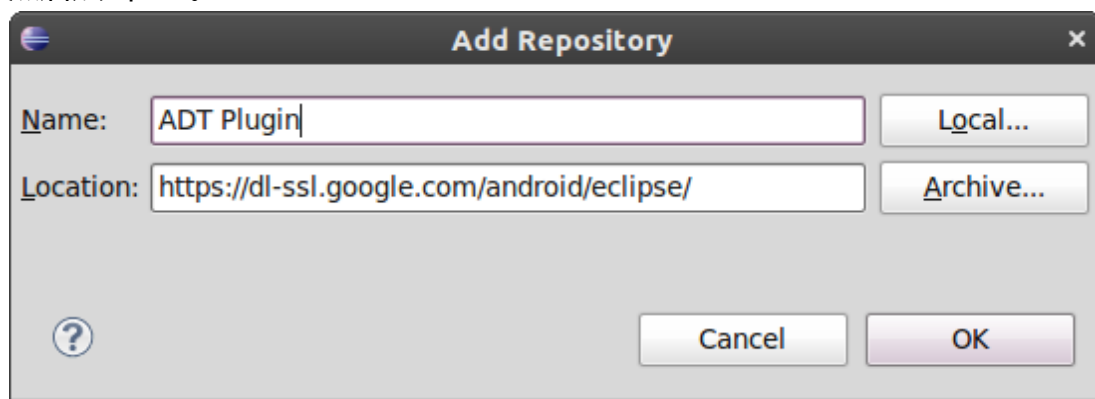 Add Repository
Name: ADT Plugin Local...
Location: https://dl-ssl.google.com/android/eclipse/ Archive...
? Cancel OK